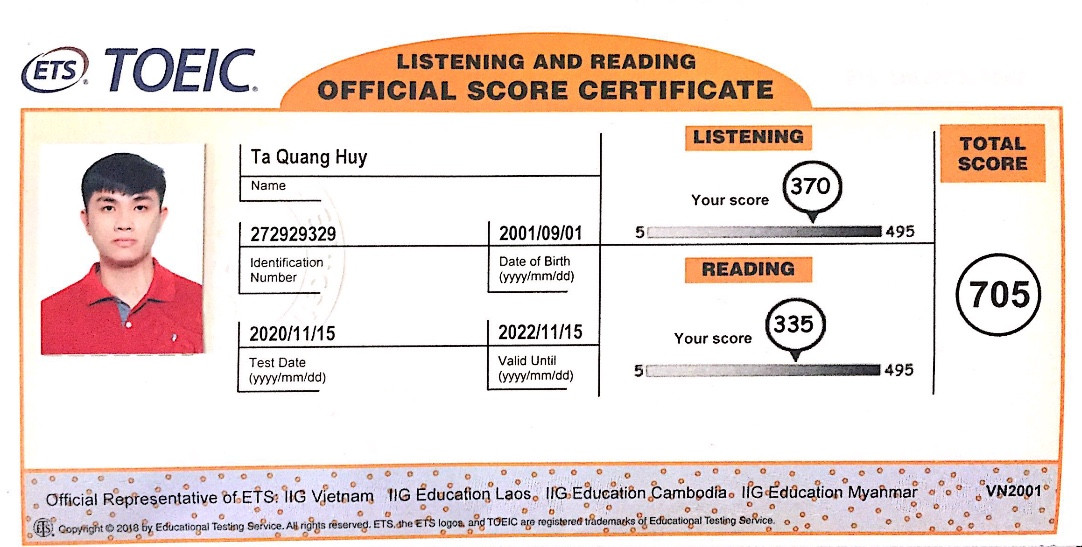 ETS TOEIC
LISTENING AND READING
OFFICIAL SCORE CERTIFICATE
Ta Quang Huy
Name
272929329
Identification
Number
2001/09/01
Date of Birth
(yyyy/mm/dd)
2020/11/15
Test Date
(yyyy/mm/dd)
2022/11/15
Valid Until
(yyyy/mm/dd)
LISTENING
Your score
370
5 495
READING
Your score
335
5 495
TOTAL
SCORE
705
Official Representative of ETS: IIG Vietnam IIG Education Laos IIG Education Cambodia IIG Education Myanmar
VN2001
ETS. Copyright © 2018 by Educational Testing Service. All rights reserved. ETS, the ETS logos, and TOEIC are registered trademarks of Educational Testing Service.